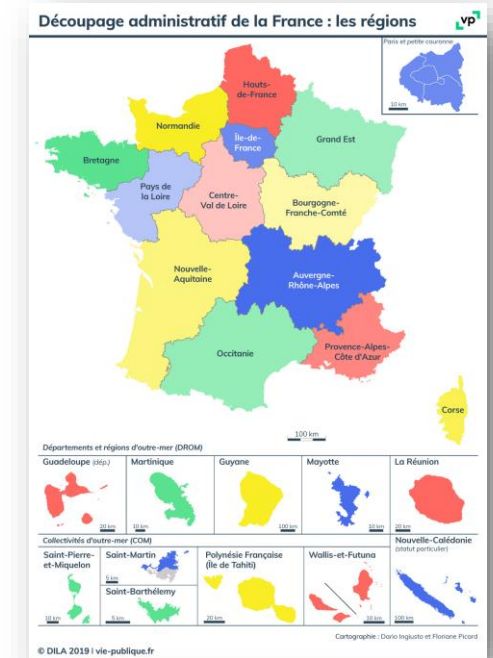 Découpage administratif de la France : les régions
vp
Paris et petite couronne
10 km
Hauts-
de-France
Normandie
Île-de-
France
Grand Est
Bretagne
Pays de
la Loire
Centre-
Val de Loire
Bourgogne-
Franche-Comté
Nouvelle-
Aquitaine
Auvergne-
Rhône-Alpes
Occitanie
Provence-Alpes-
Côte d'Azur
Corse
100 km
Départements et régions d'outre-mer (DROM)
Guadeloupe (dép.)
20 km
Martinique
10 km
Guyane
100 km
Mayotte
10 km
La Réunion
20 km
Collectivités d'outre-mer (COM)
Saint-Pierre-
et-Miquelon
10 km
Saint-Martin
5 km
Saint-Barthélemy
5 km
Polynésie Française
(Île de Tahiti)
20 km
Wallis-et-Futuna
10 km
Nouvelle-Calédonie
(statut particulier)
100 km
Cartographie : Dario Ingiusto et Floriane Picard
© DILA 2019 | vie-publique.fr